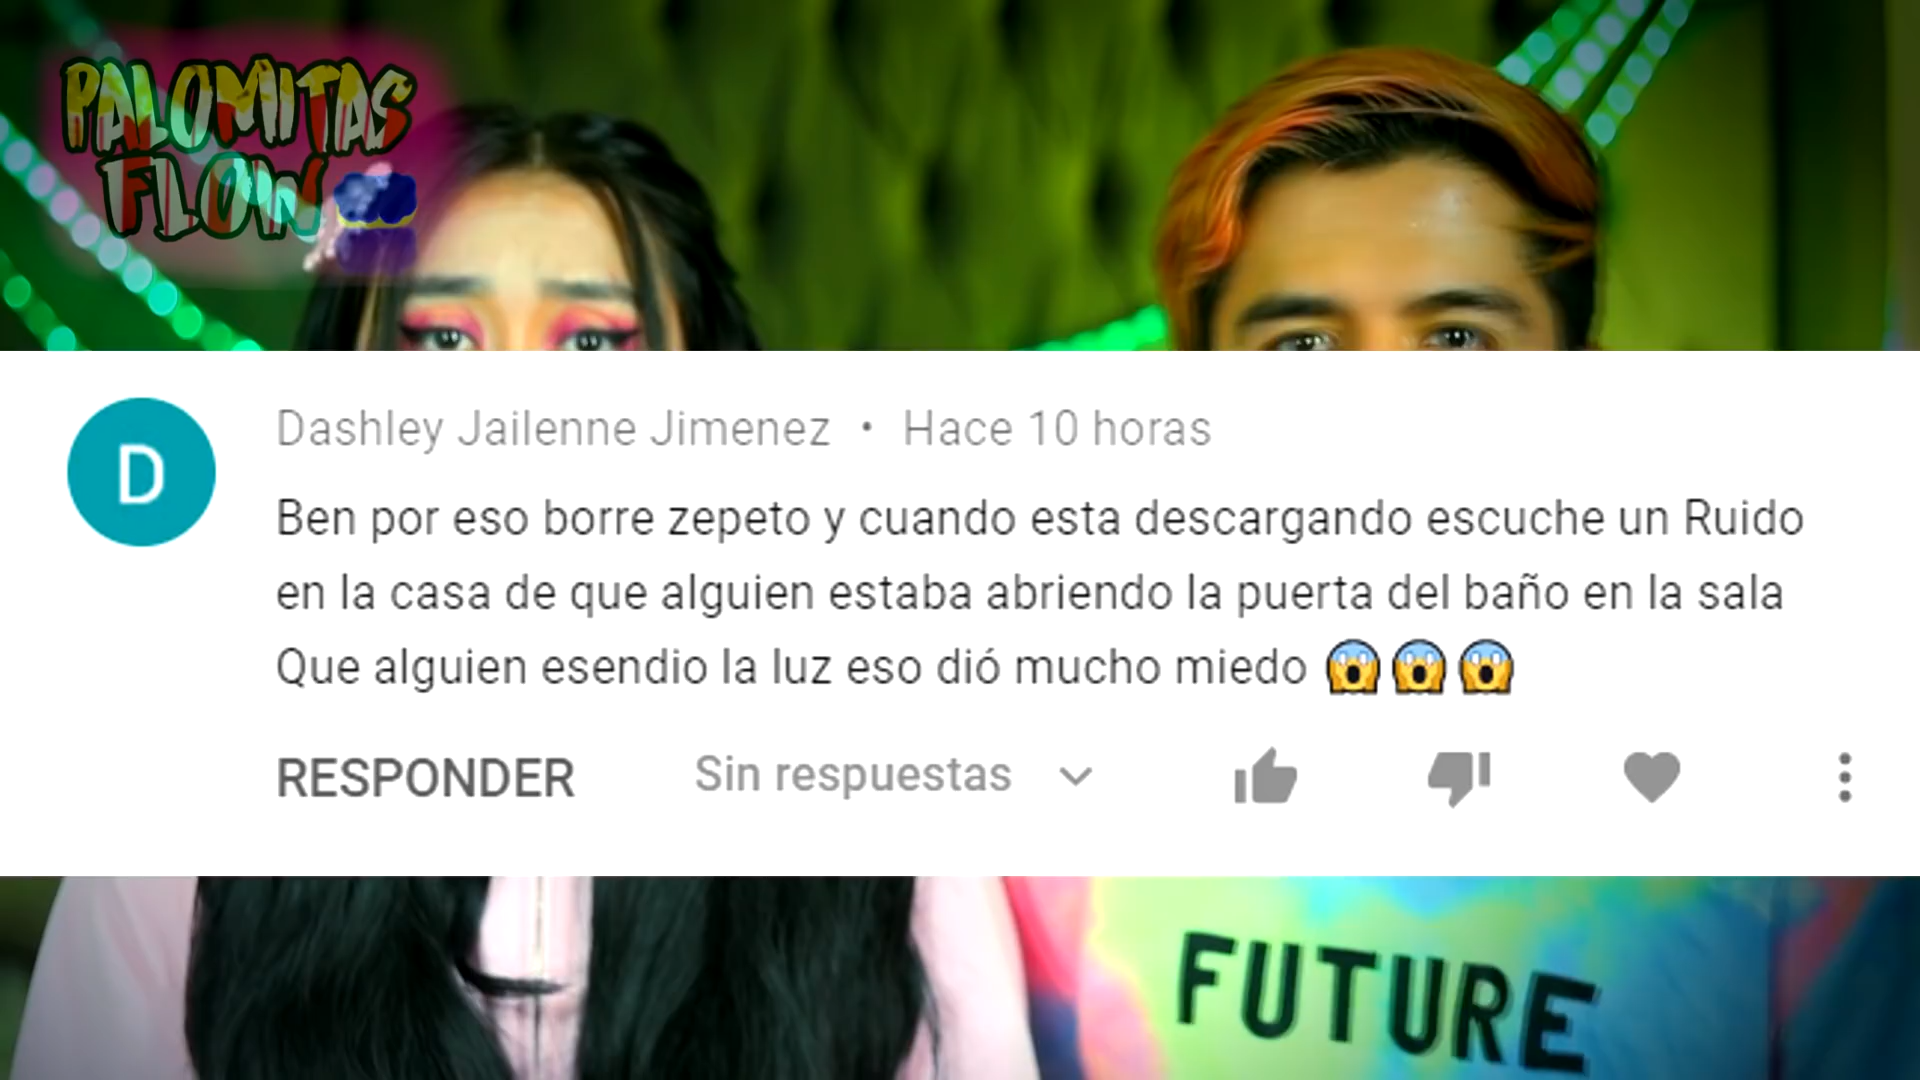 PALOMITAS
FLOW
D
Dashley Jailenne Jimenez • Hace 10 horas
Ben por eso borre zepeto y cuando esta descargando escuche un Ruido
en la casa de que alguien estaba abriendo la puerta del baño en la sala
Que alguien esendio la luz eso dió mucho miedo 😱😱😱
RESPONDER Sin respuestas
FUTURE